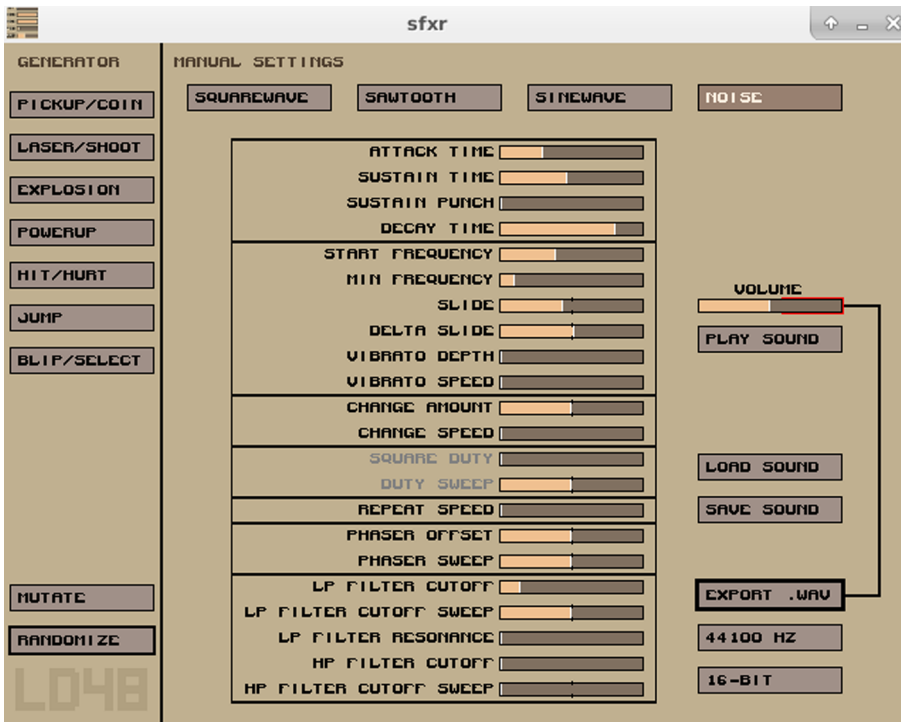 sfxr
GENERATOR
PICKUP/COIN
LASER/SHOOT
EXPLOSION
POWERUP
HIT/HURT
JUMP
BLIP/SELECT
MUTATE
RANDOMIZE
LD48
MANUAL SETTINGS
SQUAREWAVE SAWTOOTH SINEWAVE NOISE
ATTACK TIME
SUSTAIN TIME
SUSTAIN PUNCH
DECAY TIME
START FREQUENCY
MIN FREQUENCY
SLIDE
DELTA SLIDE
VIBRATO DEPTH
VIBRATO SPEED
CHANGE AMOUNT
CHANGE SPEED
SQUARE DUTY
DUTY SWEEP
REPEAT SPEED
PHASER OFFSET
PHASER SWEEP
LP FILTER CUTOFF
LP FILTER CUTOFF SWEEP
LP FILTER RESONANCE
HP FILTER CUTOFF
HP FILTER CUTOFF SWEEP
VOLUME
PLAY SOUND
LOAD SOUND
SAVE SOUND
EXPORT .WAV
44100 HZ
16-BIT